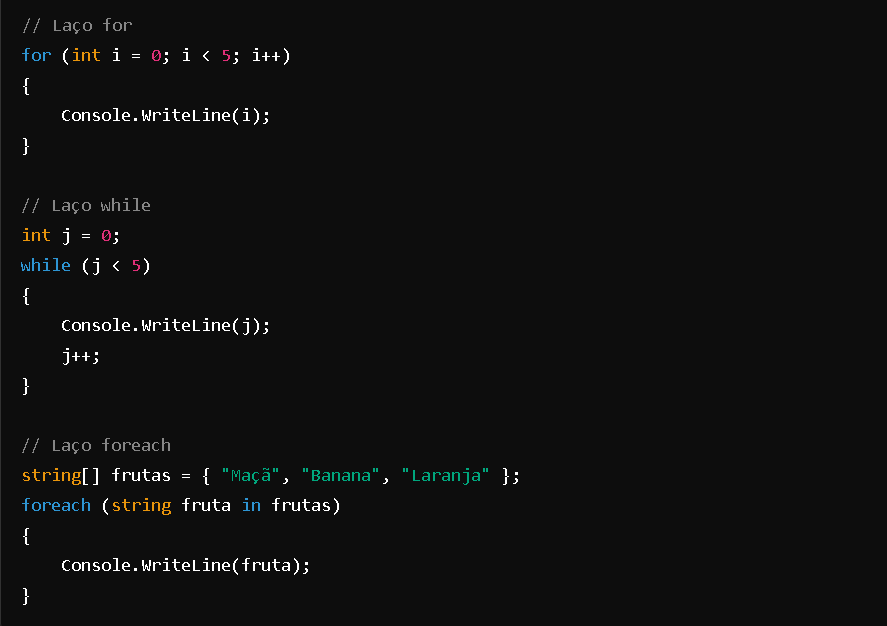 // Laço for
for (int i = 0; i < 5; i++)
{
    Console.WriteLine(i);
}

// Laço while
int j = 0;
while (j < 5)
{
    Console.WriteLine(j);
    j++;
}

// Laço foreach
string[] frutas = { "Maçã", "Banana", "Laranja" };
foreach (string fruta in frutas)
{
    Console.WriteLine(fruta);
}